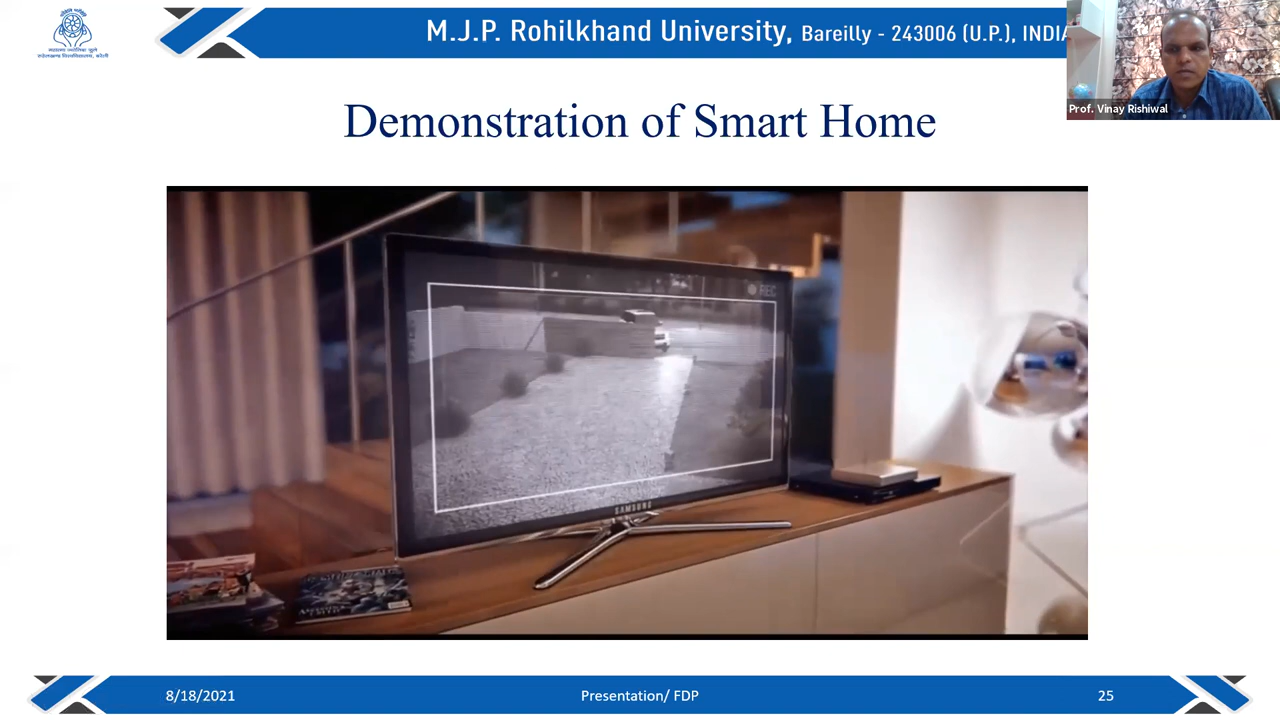 M.J.P. Rohilkhand University, Bareilly - 243006 (U.P.), INDIA
Prof. Vinay Rishiwal
Demonstration of Smart Home
REC
SAMSUNG
8/18/2021
Presentation/ FDP
25